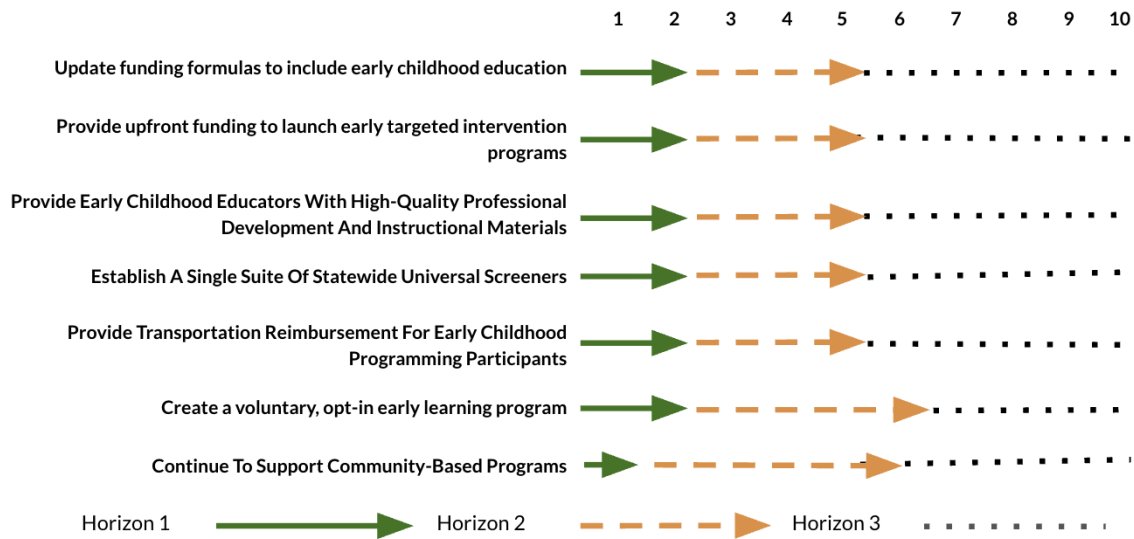 1 2 3 4 5 6 7 8 9 10
Update funding formulas to include early childhood education
Provide upfront funding to launch early targeted intervention
programs
Provide Early Childhood Educators With High-Quality Professional
Development And Instructional Materials
Establish A Single Suite Of Statewide Universal Screeners
Provide Transportation Reimbursement For Early Childhood
Programming Participants
Create a voluntary, opt-in early learning program
Continue To Support Community-Based Programs
Horizon 1 Horizon 2 Horizon 3